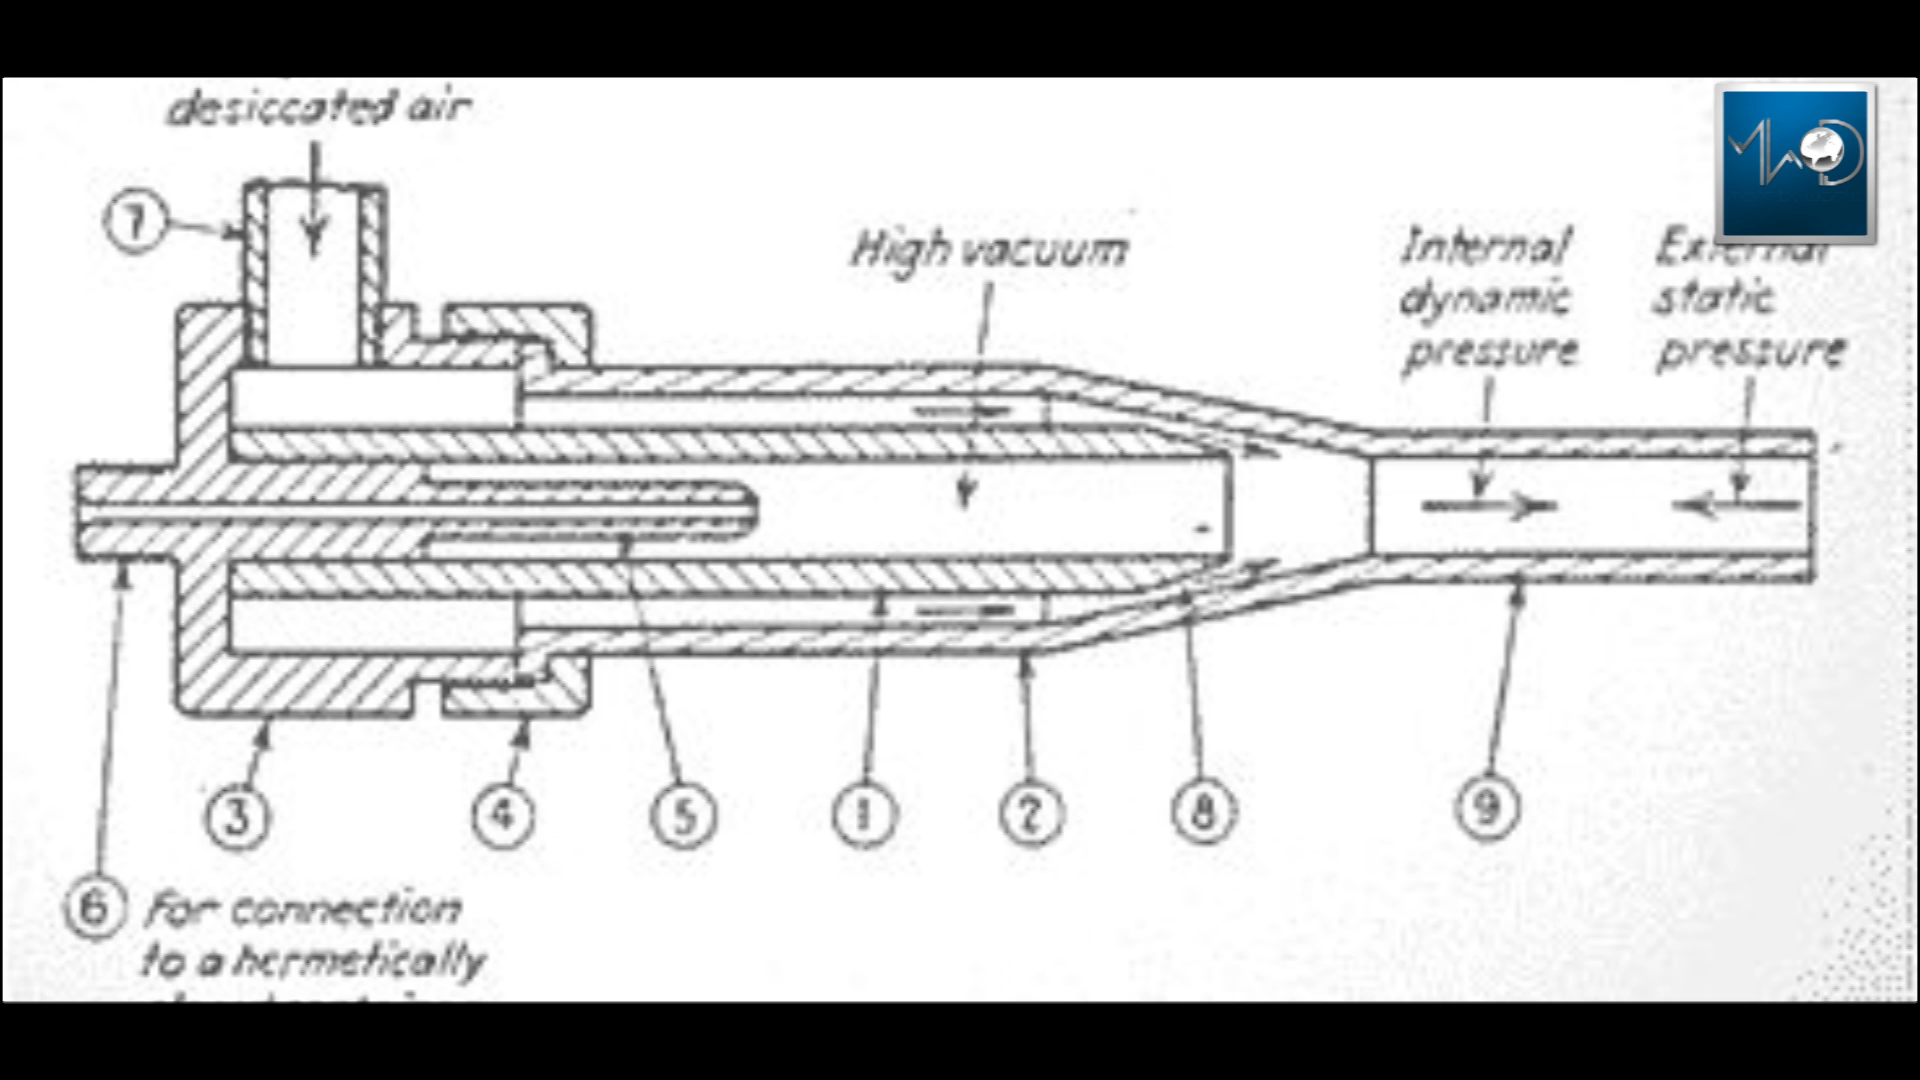 desiccated air
7
High vacuum
Internal
dynamic
pressure
External
static
pressure
3
4
5
1
2
8
9
6
For connection
to a hermetically